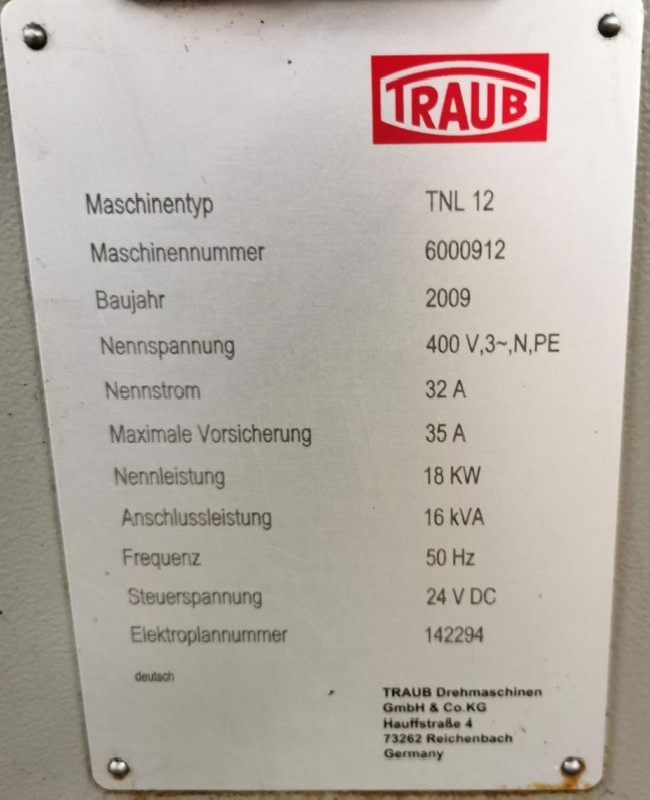 TRAUB
Maschinentyp TNL 12
Maschinennummer 6000912
Baujahr 2009
Nennspannung 400 V,3~,N,PE
Nennstrom 32 A
Maximale Vorsicherung 35 A
Nennleistung 18 KW
Anschlussleistung 16 kVA
Frequenz 50 Hz
Steuerspannung 24 V DC
Elektroplannummer 142294
deutsch
TRAUB Drehmaschinen
GmbH & Co.KG
Hauffstraße 4
73262 Reichenbach
Germany